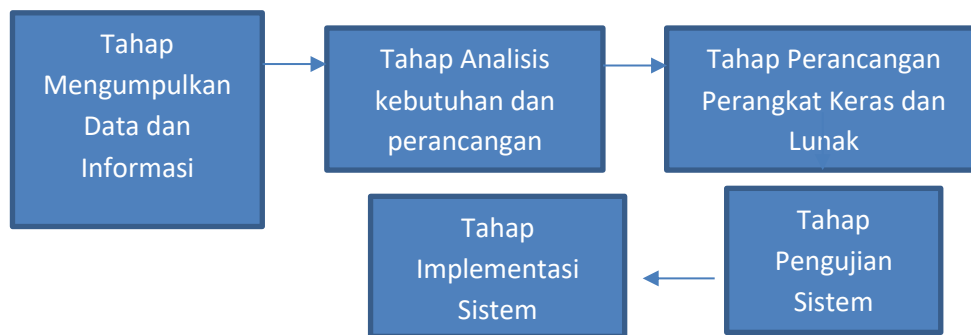 Tahap
Mengumpulkan
Data dan
Informasi
Tahap Analisis
kebutuhan dan
perancangan
Tahap Perancangan
Perangkat Keras dan
Lunak
Tahap
Pengujian
Sistem
Tahap
Implementasi
Sistem